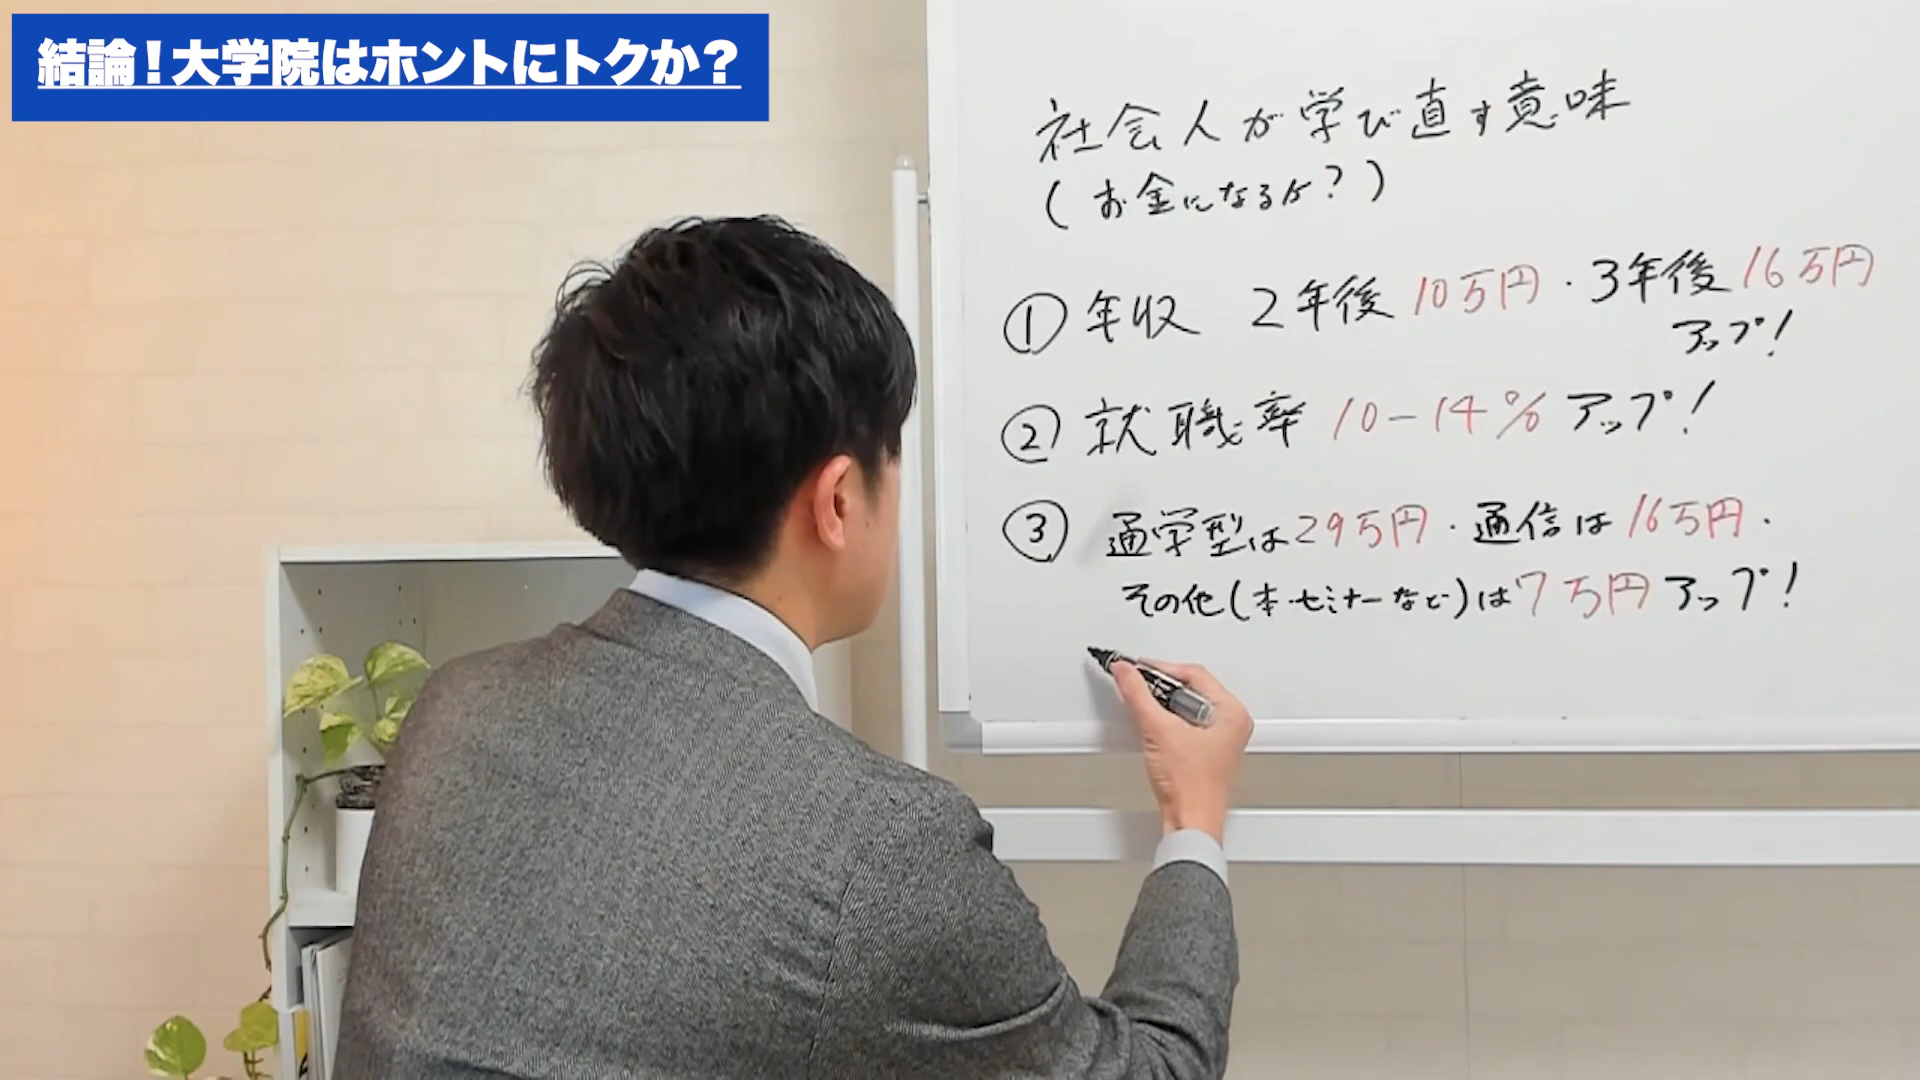 結論！大学院はホントにトクか？
社会人が学び直す意味
(お金になるか？)
① 年収 2年後 10万円・3年後 16万円
アップ！
② 就職率 10-14% アップ！
③ 通学型は29万円・通信は16万円・
その他(本・セミナーなど)は7万円アップ！